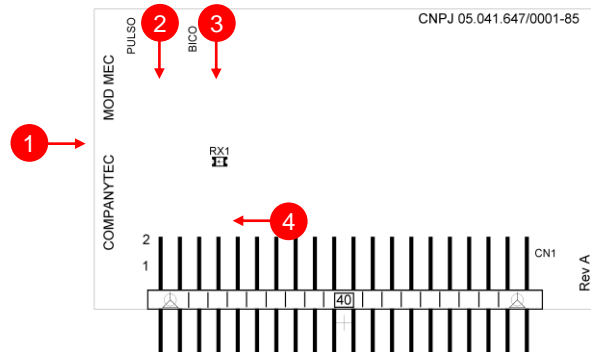 CNPJ 05.041.647/0001-85
PULSO
2
BICO
3
MOD MEC
1
RX1
COMPANYTEC
4
2
1
CN1
Rev A
40